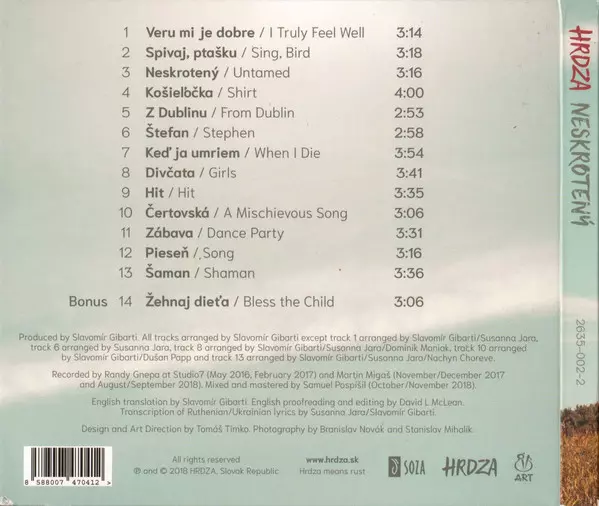 1 Veru mi je dobre / I Truly Feel Well 3:14
2 Spivaj, ptašku / Sing, Bird 3:18
3 Neskrotený / Untamed 3:16
4 Košieľočka / Shirt 4:00
5 Z Dublinu / From Dublin 2:53
6 Štefan / Stephen 2:58
7 Keď ja umriem / When I Die 3:54
8 Divčata / Girls 3:41
9 Hit / Hit 3:35
10 Čertovská / A Mischievous Song 3:06
11 Zábava / Dance Party 3:31
12 Pieseň / Song 3:16
13 Šaman / Shaman 3:36
Bonus 14 Žehnaj dieťa / Bless the Child 3:06
Produced by Slavomír Gibarti. All tracks arranged by Slavomír Gibarti except track 1 arranged by Slavomír Gibarti/Susanna Jara,
track 6 arranged by Susanna Jara, track 8 arranged by Slavomír Gibarti/Susanna Jara/Dominik Maniak, track 10 arranged
by Slavomír Gibarti/Dušan Papp and track 13 arranged by Slavomír Gibarti/Susanna Jara/Nachyn Choreve.
Recorded by Randy Gnepa at Studio7 (May 2016, February 2017) and Martin Migaš (November/December 2017
and August/September 2018). Mixed and mastered by Samuel Pospíšil (October/November 2018).
English translation by Slavomír Gibarti. English proofreading and editing by David L McLean.
Transcription of Ruthenian/Ukrainian lyrics by Susanna Jara/Slavomír Gibarti.
Design and Art Direction by Tomáš Timko. Photography by Branislav Novák and Stanislav Mihalik.
8 588007 470412 >
All rights reserved
℗ and © 2018 HRDZA, Slovak Republic
www.hrdza.sk
Hrdza means rust
SOZA
HRDZA
ART
HRDZA NESKROTENÝ
2635-002-2